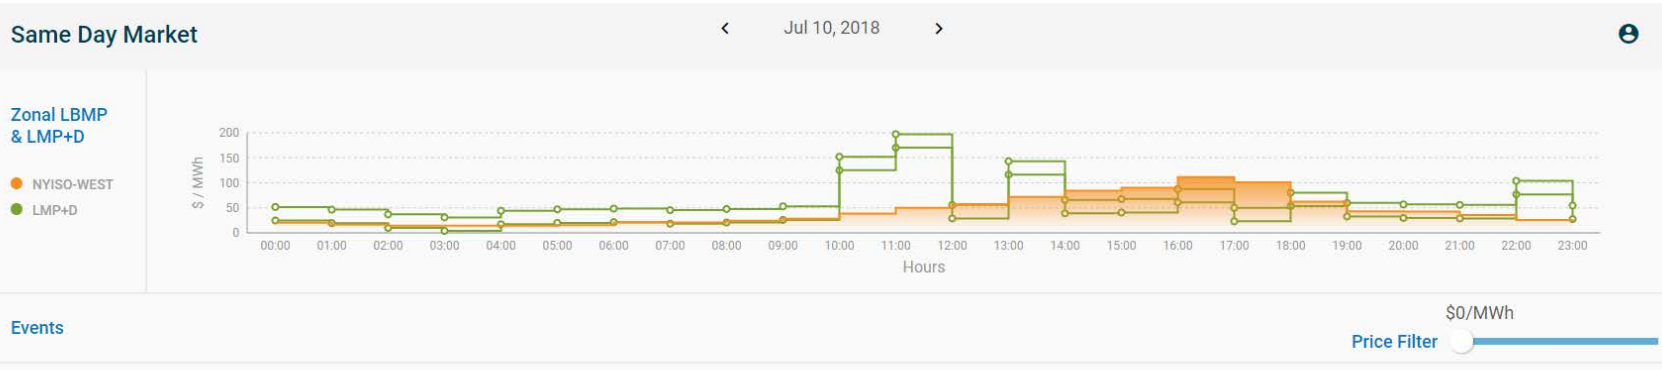 Same Day Market
Jul 10, 2018
Zonal LBMP
& LMP+D
NYISO-WEST
LMP+D
$ / MWh
200
150
100
50
0
00:00 01:00 02:00 03:00 04:00 05:00 06:00 07:00 08:00 09:00 10:00 11:00 12:00 13:00 14:00 15:00 16:00 17:00 18:00 19:00 20:00 21:00 22:00 23:00
Hours
Events
$0/MWh
Price Filter